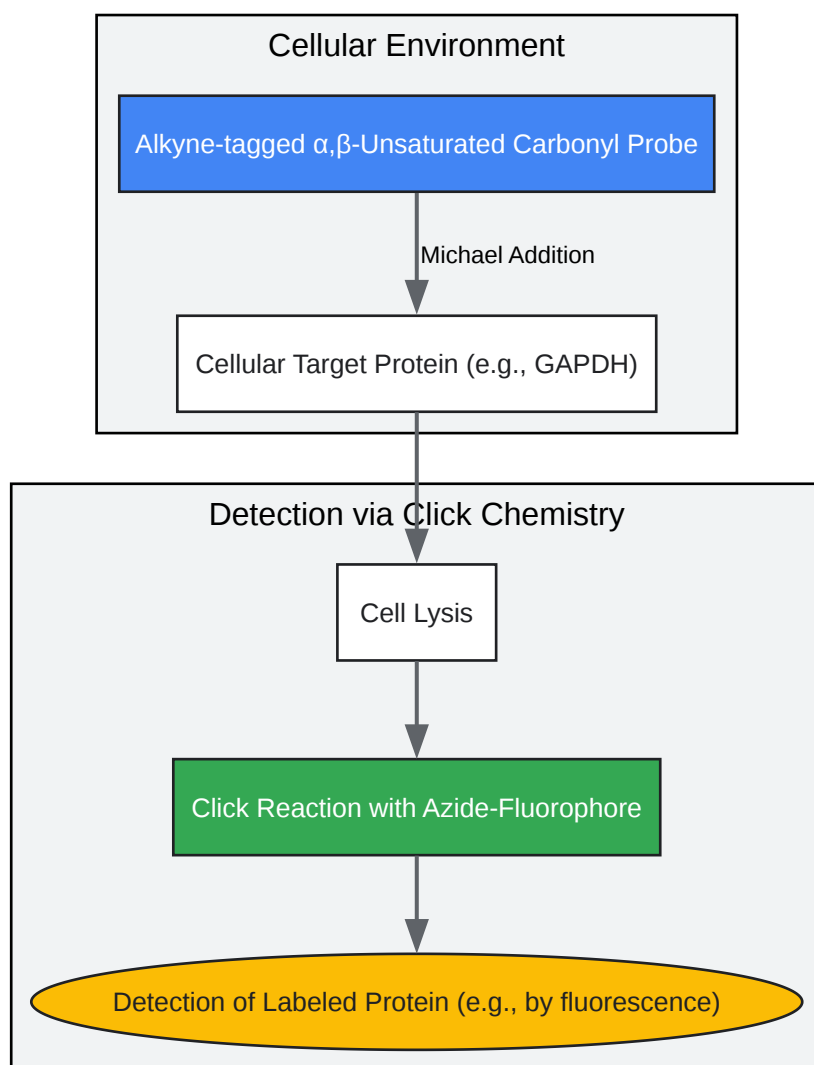 Cellular Environment
Alkyne-tagged α,β-Unsaturated Carbonyl Probe
Michael Addition
Cellular Target Protein (e.g., GAPDH)
Detection via Click Chemistry
Cell Lysis
Click Reaction with Azide-Fluorophore
Detection of Labeled Protein (e.g., by fluorescence)